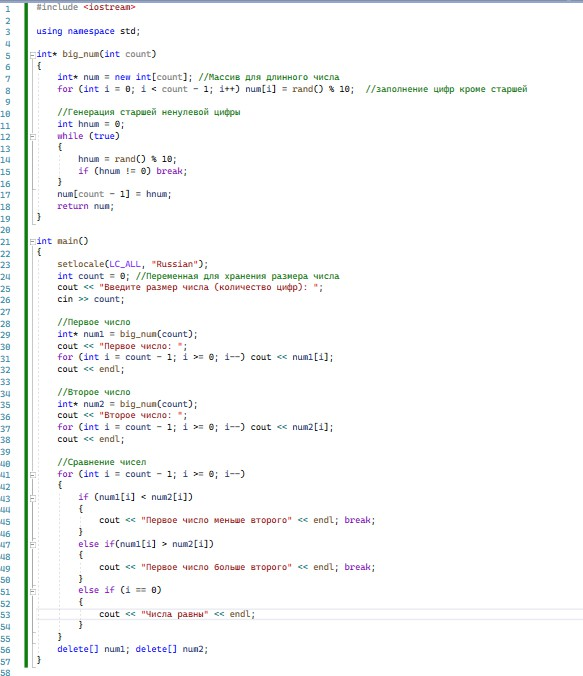 1 #include <iostream>
2
3 using namespace std;
4
5 int* big_num(int count)
6 {
7 int* num = new int[count]; //Массив для длинного числа
8 for (int i = 0; i < count - 1; i++) num[i] = rand() % 10; //заполнение цифр кроме старшей
9
10 //Генерация старшей ненулевой цифры
11 int hnum = 0;
12 while (true)
13 {
14 hnum = rand() % 10;
15 if (hnum != 0) break;
16 }
17 num[count - 1] = hnum;
18 return num;
19 }
20
21 int main()
22 {
23 setlocale(LC_ALL, "Russian");
24 int count = 0; //Переменная для хранения размера числа
25 cout << "Введите размер числа (количество цифр): ";
26 cin >> count;
27
28 //Первое число
29 int* num1 = big_num(count);
30 cout << "Первое число: ";
31 for (int i = count - 1; i >= 0; i--) cout << num1[i];
32 cout << endl;
33
34 //Второе число
35 int* num2 = big_num(count);
36 cout << "Второе число: ";
37 for (int i = count - 1; i >= 0; i--) cout << num2[i];
38 cout << endl;
39
40 //Сравнение чисел
41 for (int i = count - 1; i >= 0; i--)
42 {
43 if (num1[i] < num2[i])
44 {
45 cout << "Первое число меньше второго" << endl; break;
46 }
47 else if(num1[i] > num2[i])
48 {
49 cout << "Первое число больше второго" << endl; break;
50 }
51 else if (i == 0)
52 {
53 cout << "Числа равны" << endl;
54 }
55 }
56 delete[] num1; delete[] num2;
57 }
58